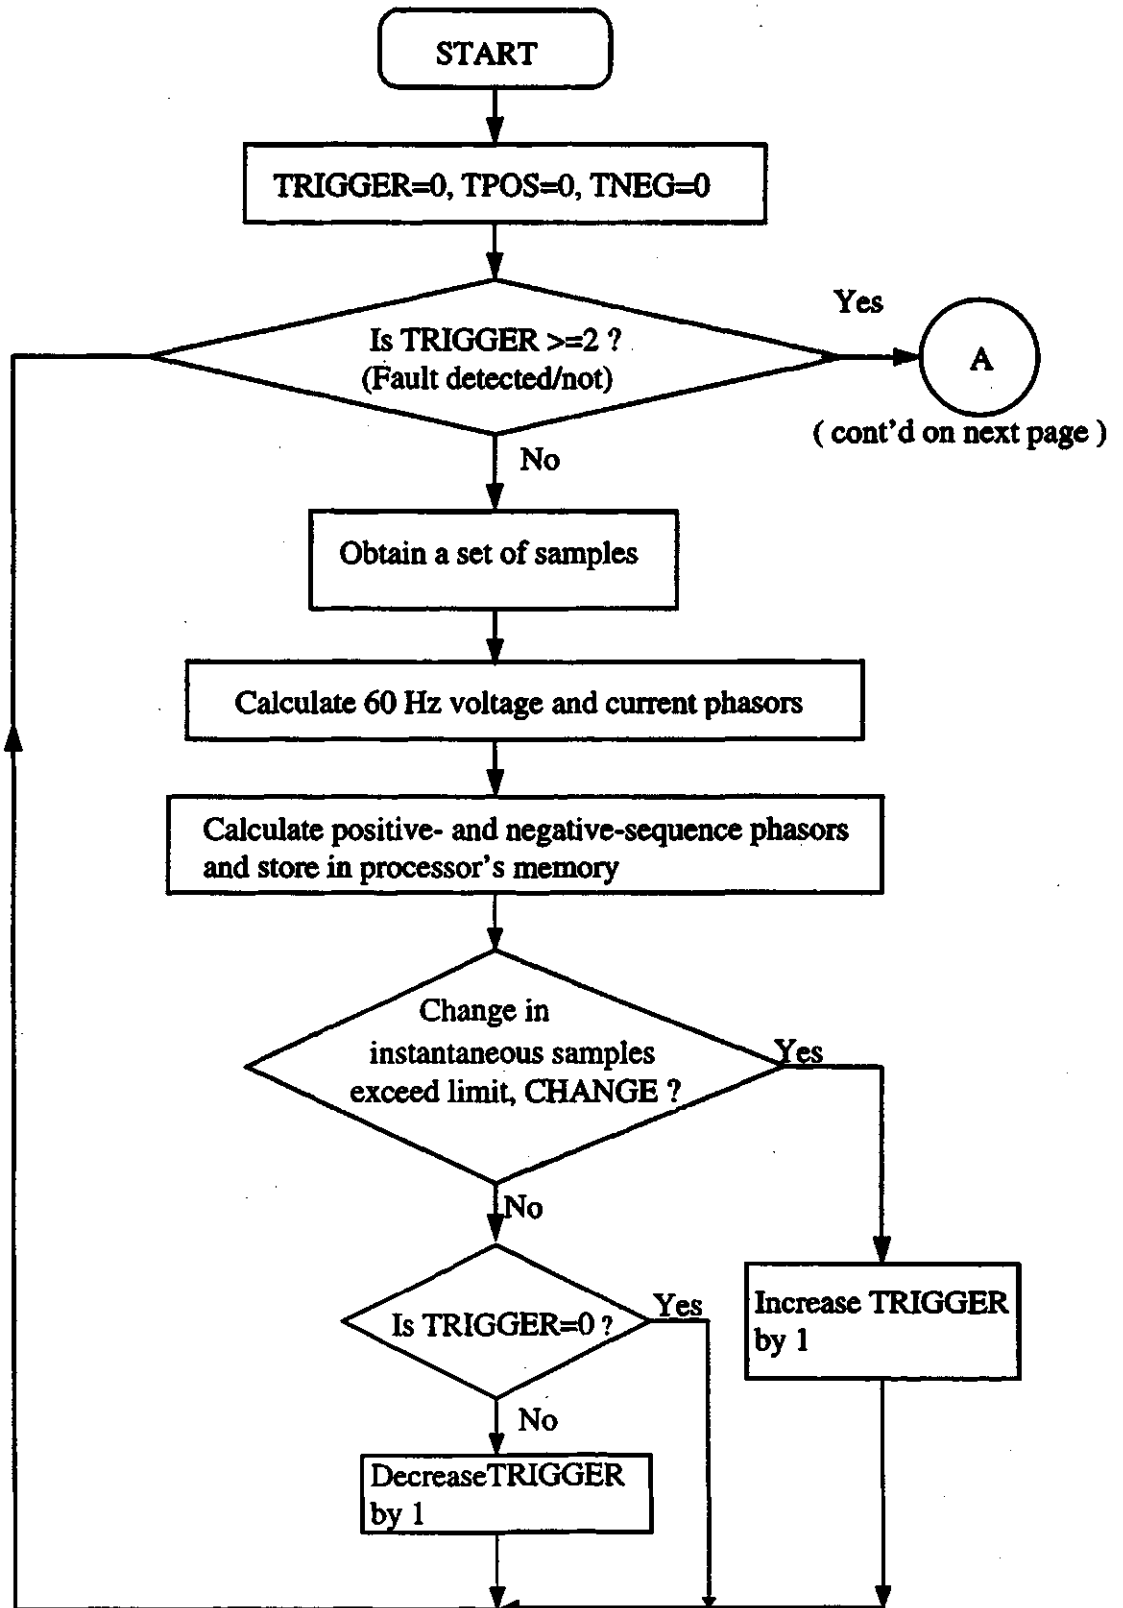 START
TRIGGER=0, TPOS=0, TNEG=0
Is TRIGGER >=2 ?
(Fault detected/not)
Yes
A
( cont'd on next page )
No
Obtain a set of samples
Calculate 60 Hz voltage and current phasors
Calculate positive- and negative-sequence phasors
and store in processor's memory
Change in
instantaneous samples
exceed limit, CHANGE ?
Yes
No
Is TRIGGER=0 ?
Yes
Increase TRIGGER
by 1
No
DecreaseTRIGGER
by 1